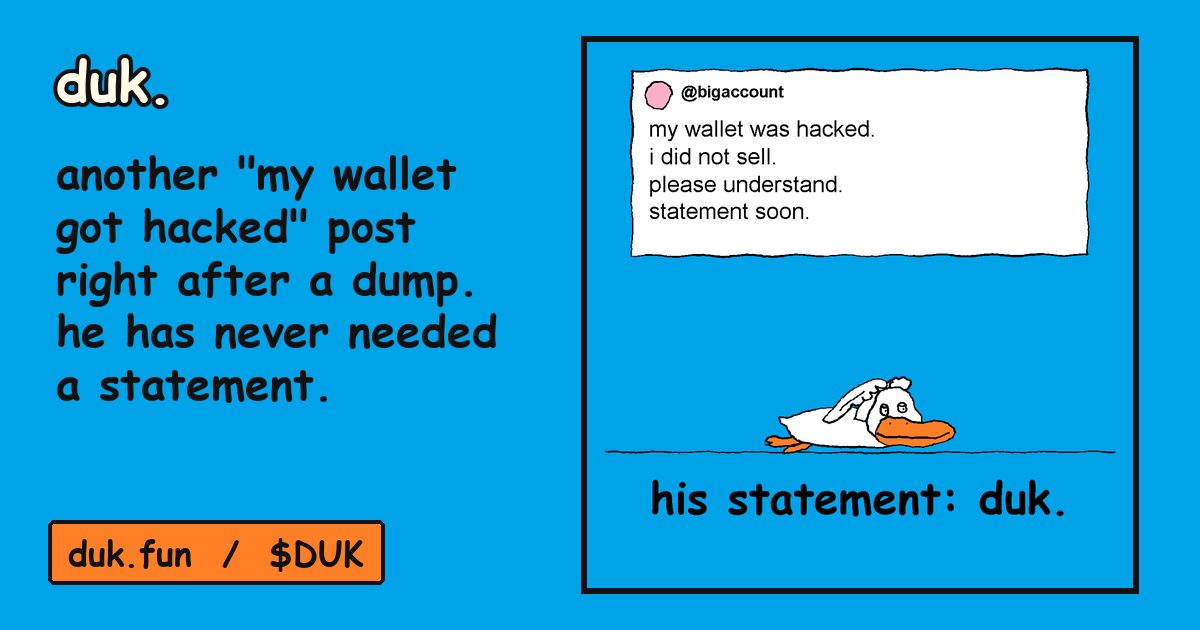 duk.
another "my wallet
got hacked" post
right after a dump.
he has never needed
a statement.
duk.fun / $DUK
@bigaccount
my wallet was hacked.
i did not sell.
please understand.
statement soon.
his statement: duk.